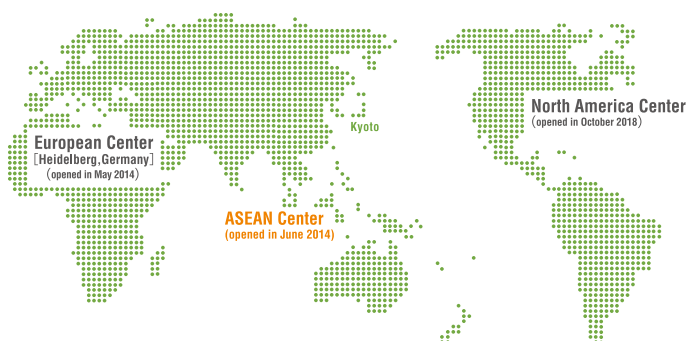 European Center
[Heidelberg,Germany]
(opened in May 2014)
Kyoto
ASEAN Center
(opened in June 2014)
North America Center
(opened in October 2018)